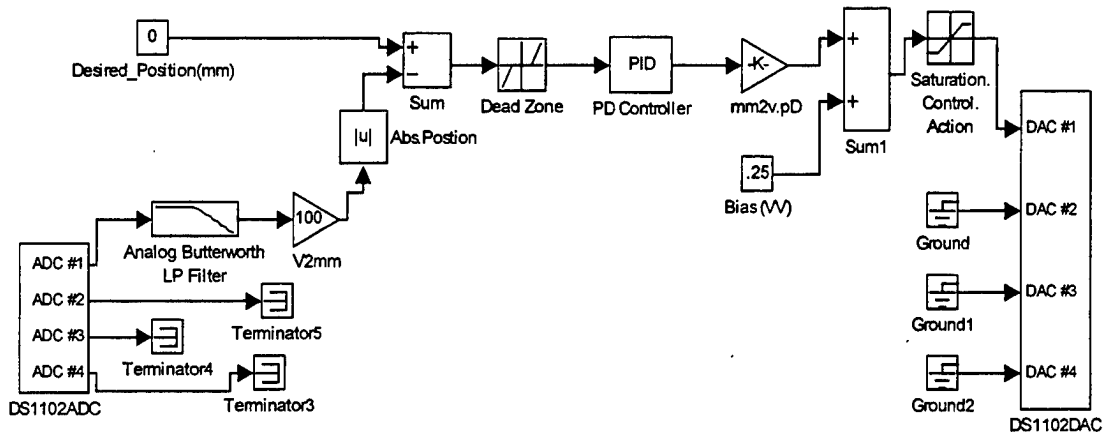 0
Desired_Position(mm)
+
−
Sum
Dead Zone
PID
PD Controller
-K-
mm2v.pD
+
+
Sum1
Saturation.
Control.
Action
|u|
Abs.Postion
.25
Bias (VV)
100
V2mm
Analog Butterworth
LP Filter
ADC #1
ADC #2
ADC #3
ADC #4
DS1102ADC
Terminator5
Terminator4
Terminator3
DAC #1
DAC #2
DAC #3
DAC #4
DS1102DAC
Ground
Ground1
Ground2